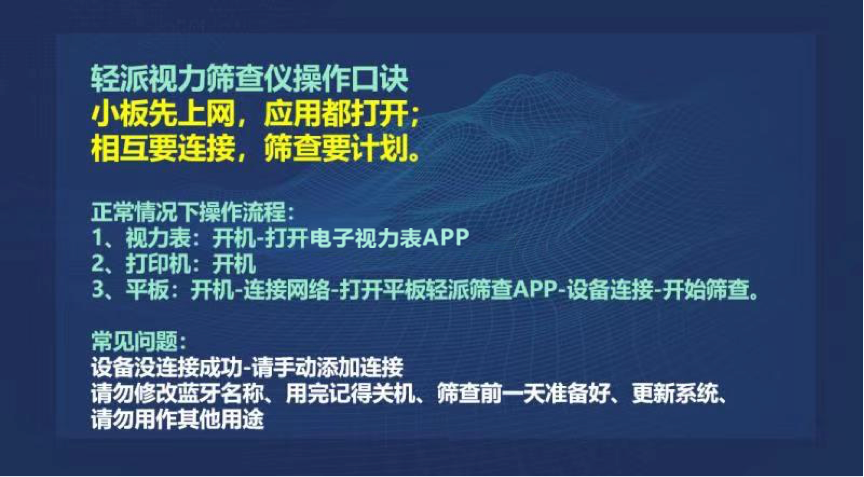 轻派视力筛查仪操作口诀
小板先上网，应用都打开；
相互要连接，筛查要计划。
正常情况下操作流程：
1、视力表：开机-打开电子视力表APP
2、打印机：开机
3、平板：开机-连接网络-打开平板轻派筛查APP-设备连接-开始筛查。
常见问题：
设备没连接成功-请手动添加连接
请勿修改蓝牙名称、用完记得关机、筛查前一天准备好、更新系统、
请勿用作其他用途